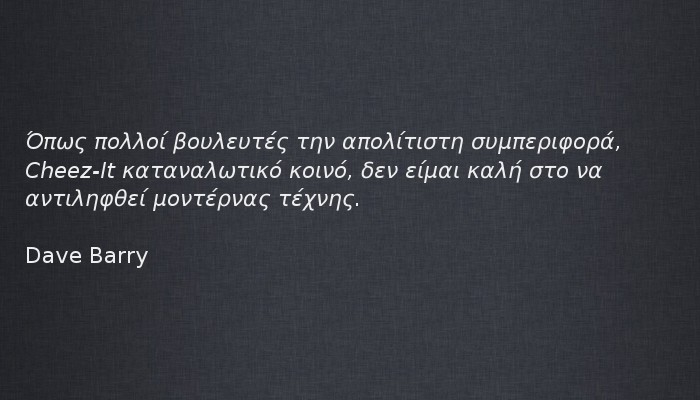 Όπως πολλοί βουλευτές την απολίτιστη συμπεριφορά,
Cheez-It καταναλωτικό κοινό, δεν είμαι καλή στο να
αντιληφθεί μοντέρνας τέχνης.
Dave Barry